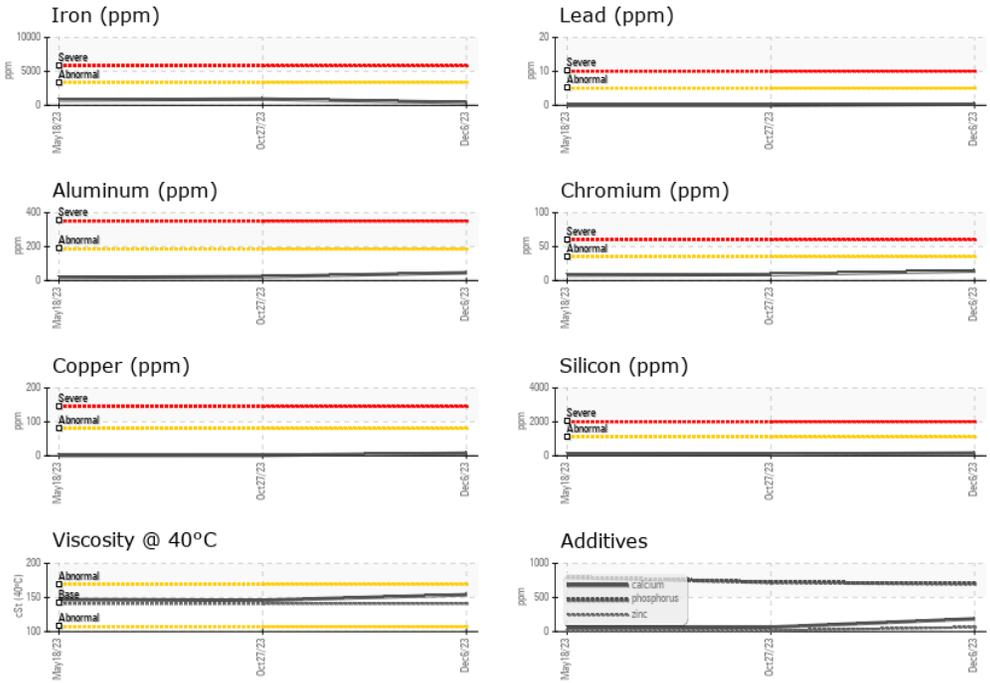 Iron (ppm)
10000
5000
0
ppm
Severe
Abnormal
May18/23
Oct27/23
Dec6/23
Lead (ppm)
20
10
0
ppm
Severe
Abnormal
May18/23
Oct27/23
Dec6/23
Aluminum (ppm)
400
200
0
ppm
Severe
Abnormal
May18/23
Oct27/23
Dec6/23
Chromium (ppm)
100
50
0
ppm
Severe
Abnormal
May18/23
Oct27/23
Dec6/23
Copper (ppm)
200
100
0
ppm
Severe
Abnormal
May18/23
Oct27/23
Dec6/23
Silicon (ppm)
4000
2000
0
ppm
Severe
Abnormal
May18/23
Oct27/23
Dec6/23
Viscosity @ 40°C
200
150
100
cSt (40°C)
Abnormal
Base
Abnormal
May18/23
Oct27/23
Dec6/23
Additives
1000
500
0
ppm
calcium
phosphorus
zinc
May18/23
Oct27/23
Dec6/23